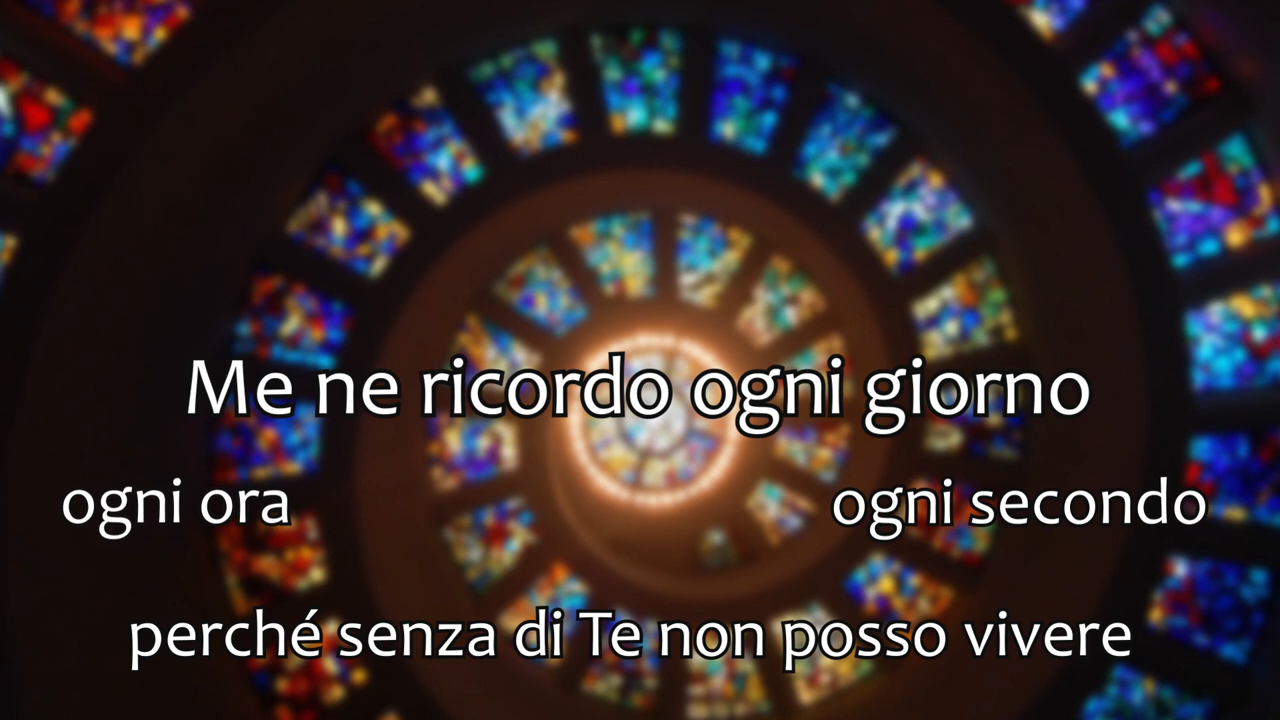 Me ne ricordo ogni giorno
ogni ora ogni secondo
perché senza di Te non posso vivere